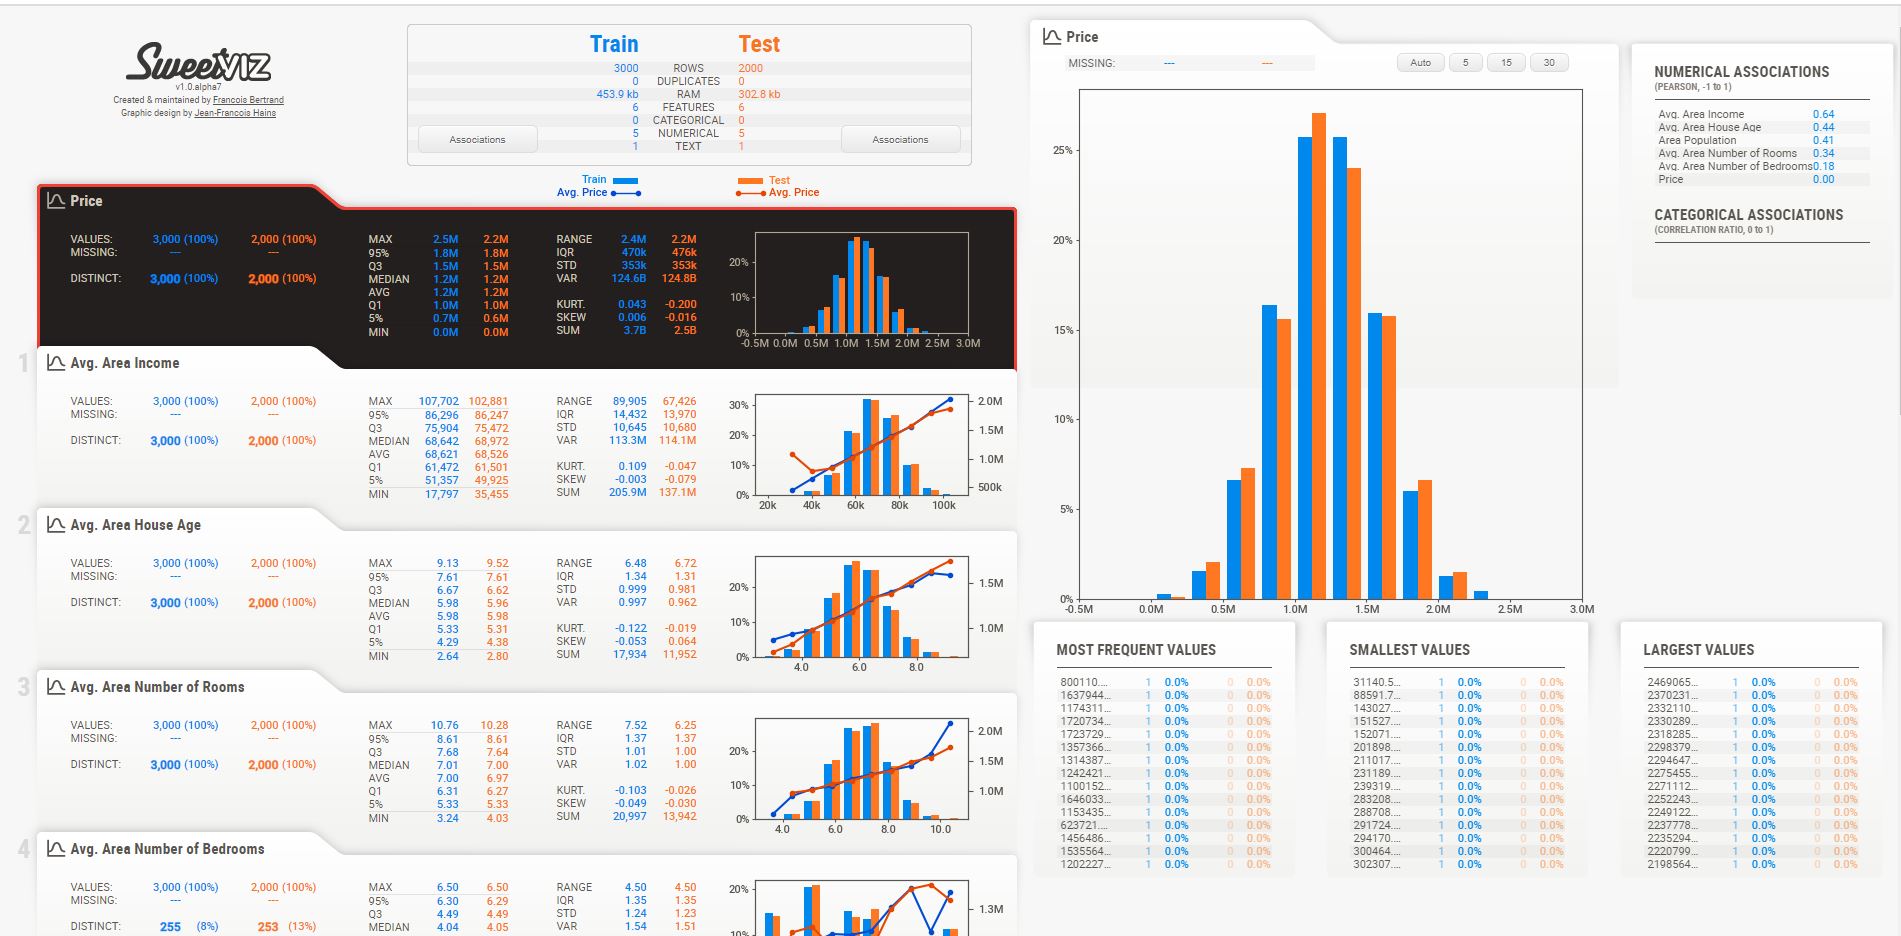 SweetVIZ
v1.0.alpha7
Created & maintained by Francois Bertrand
Graphic design by Jean-Francois Hains
Train Test
3000 ROWS 2000
0 DUPLICATES 0
453.9 kb RAM 302.8 kb
6 FEATURES 6
0 CATEGORICAL 0
5 NUMERICAL 5
1 TEXT 1
Associations
Associations
Train Test
Avg. Price Avg. Price
Price
VALUES: 3,000 (100%) 2,000 (100%)
MISSING: --- ---
DISTINCT: 3,000 (100%) 2,000 (100%)
MAX 2.5M 2.2M
95% 1.8M 1.8M
Q3 1.5M 1.5M
MEDIAN 1.2M 1.2M
AVG 1.2M 1.2M
Q1 1.0M 1.0M
5% 0.7M 0.6M
MIN 0.0M 0.0M
RANGE 2.4M 2.2M
IQR 470k 476k
STD 353k 353k
VAR 124.6B 124.8B
KURT. 0.043 -0.200
SKEW 0.006 -0.016
SUM 3.7B 2.5B
20%
10%
0%
-0.5M 0.0M 0.5M 1.0M 1.5M 2.0M 2.5M 3.0M
1
Avg. Area Income
VALUES: 3,000 (100%) 2,000 (100%)
MISSING: --- ---
DISTINCT: 3,000 (100%) 2,000 (100%)
MAX 107,702 102,881
95% 86,296 86,247
Q3 75,904 75,472
MEDIAN 68,642 68,972
AVG 68,621 68,526
Q1 61,472 61,501
5% 51,357 49,925
MIN 17,797 35,455
RANGE 89,905 67,426
IQR 14,432 13,970
STD 10,645 10,680
VAR 113.3M 114.1M
KURT. 0.109 -0.047
SKEW -0.003 -0.079
SUM 205.9M 137.1M
30% 2.0M
20% 1.5M
10% 1.0M
0% 500k
20k 40k 60k 80k 100k
2
Avg. Area House Age
VALUES: 3,000 (100%) 2,000 (100%)
MISSING: --- ---
DISTINCT: 3,000 (100%) 2,000 (100%)
MAX 9.13 9.52
95% 7.61 7.61
Q3 6.67 6.62
MEDIAN 5.98 5.96
AVG 5.98 5.98
Q1 5.33 5.31
5% 4.29 4.38
MIN 2.64 2.80
RANGE 6.48 6.72
IQR 1.34 1.31
STD 0.999 0.981
VAR 0.997 0.962
KURT. -0.122 -0.019
SKEW -0.053 0.064
SUM 17,934 11,952
20% 1.5M
10% 1.0M
0%
4.0 6.0 8.0
3
Avg. Area Number of Rooms
VALUES: 3,000 (100%) 2,000 (100%)
MISSING: --- ---
DISTINCT: 3,000 (100%) 2,000 (100%)
MAX 10.76 10.28
95% 8.61 8.61
Q3 7.68 7.64
MEDIAN 7.01 7.00
AVG 7.00 6.97
Q1 6.31 6.27
5% 5.33 5.33
MIN 3.24 4.03
RANGE 7.52 6.25
IQR 1.37 1.37
STD 1.01 1.00
VAR 1.02 1.00
KURT. -0.103 -0.026
SKEW -0.049 -0.030
SUM 20,997 13,942
20% 2.0M
10% 1.5M
0% 1.0M
4.0 6.0 8.0 10.0
4
Avg. Area Number of Bedrooms
VALUES: 3,000 (100%) 2,000 (100%)
MISSING: --- ---
DISTINCT: 255 (8%) 253 (13%)
MAX 6.50 6.50
95% 6.30 6.29
Q3 4.49 4.49
MEDIAN 4.04 4.05
RANGE 4.50 4.50
IQR 1.35 1.35
STD 1.24 1.23
VAR 1.54 1.51
20% 1.3M
10%
Price
MISSING: --- ---
Auto 5 15 30
25%
20%
15%
10%
5%
0%
-0.5M 0.0M 0.5M 1.0M 1.5M 2.0M 2.5M 3.0M
NUMERICAL ASSOCIATIONS
(PEARSON, -1 to 1)
Avg. Area Income 0.64
Avg. Area House Age 0.44
Area Population 0.41
Avg. Area Number of Rooms 0.34
Avg. Area Number of Bedrooms 0.18
Price 0.00
CATEGORICAL ASSOCIATIONS
(CORRELATION RATIO, 0 to 1)
MOST FREQUENT VALUES
800110.... 1 0.0% 0 0.0%
1637944... 1 0.0% 0 0.0%
1174311... 1 0.0% 0 0.0%
1720734... 1 0.0% 0 0.0%
1723729... 1 0.0% 0 0.0%
1357366... 1 0.0% 0 0.0%
1314387... 1 0.0% 0 0.0%
1242421... 1 0.0% 0 0.0%
1100152... 1 0.0% 0 0.0%
1646033... 1 0.0% 0 0.0%
1153435... 1 0.0% 0 0.0%
623721.... 1 0.0% 0 0.0%
1456486... 1 0.0% 0 0.0%
1535564... 1 0.0% 0 0.0%
1202227... 1 0.0% 0 0.0%
SMALLEST VALUES
31140.5... 1 0.0% 0 0.0%
88591.7... 1 0.0% 0 0.0%
143027.... 1 0.0% 0 0.0%
151527.... 1 0.0% 0 0.0%
152071.... 1 0.0% 0 0.0%
201898.... 1 0.0% 0 0.0%
211017.... 1 0.0% 0 0.0%
231189.... 1 0.0% 0 0.0%
239319.... 1 0.0% 0 0.0%
283208.... 1 0.0% 0 0.0%
288708.... 1 0.0% 0 0.0%
291724.... 1 0.0% 0 0.0%
294170.... 1 0.0% 0 0.0%
300464.... 1 0.0% 0 0.0%
302307.... 1 0.0% 0 0.0%
LARGEST VALUES
2469065... 1 0.0% 0 0.0%
2370231... 1 0.0% 0 0.0%
2332110... 1 0.0% 0 0.0%
2330289... 1 0.0% 0 0.0%
2318285... 1 0.0% 0 0.0%
2298379... 1 0.0% 0 0.0%
2294647... 1 0.0% 0 0.0%
2275455... 1 0.0% 0 0.0%
2271112... 1 0.0% 0 0.0%
2252243... 1 0.0% 0 0.0%
2249122... 1 0.0% 0 0.0%
2237778... 1 0.0% 0 0.0%
2235294... 1 0.0% 0 0.0%
2220799... 1 0.0% 0 0.0%
2198564... 1 0.0% 0 0.0%